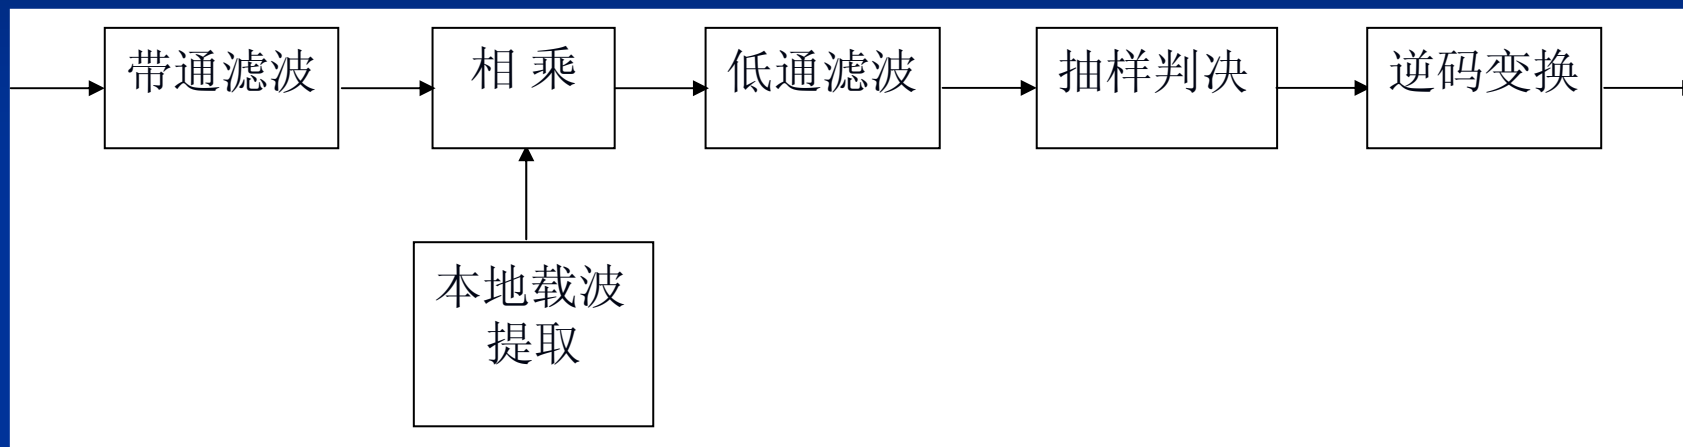 带通滤波
相 乘
低通滤波
抽样判决
逆码变换
本地载波
提取